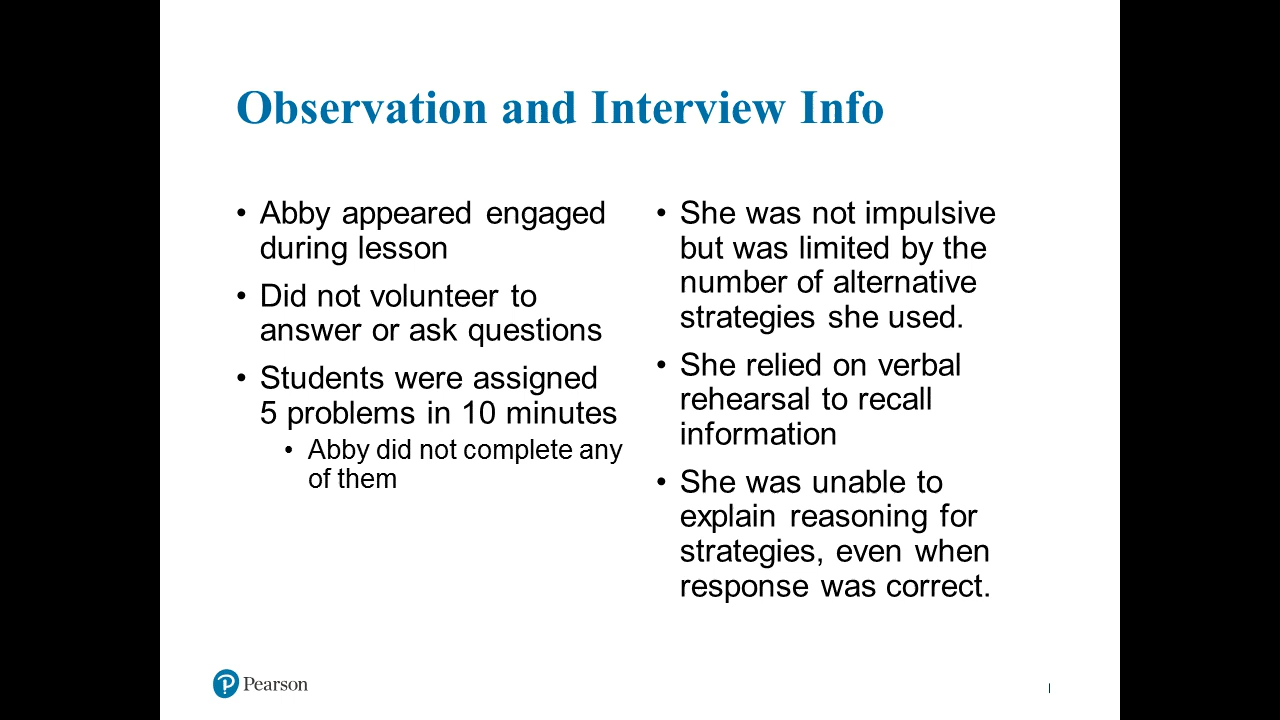 Observation and Interview Info
• Abby appeared engaged
during lesson
• Did not volunteer to
answer or ask questions
• Students were assigned
5 problems in 10 minutes
• Abby did not complete any
of them
• She was not impulsive
but was limited by the
number of alternative
strategies she used.
• She relied on verbal
rehearsal to recall
information
• She was unable to
explain reasoning for
strategies, even when
response was correct.
P Pearson